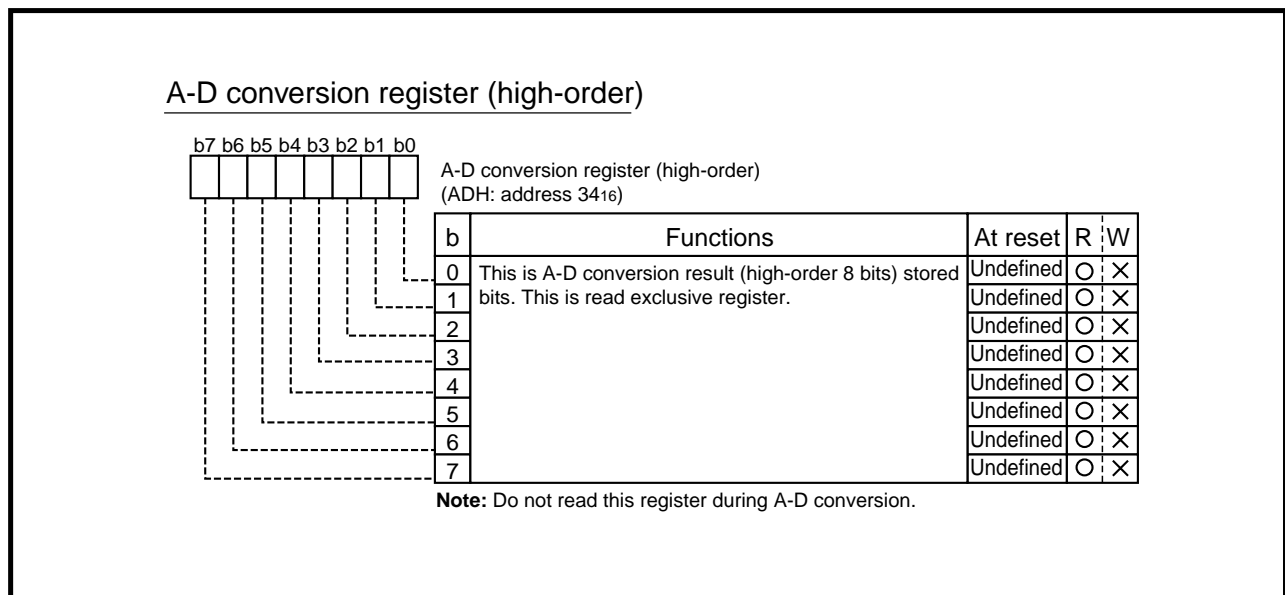 A-D conversion register (high-order)
b7 b6 b5 b4 b3 b2 b1 b0
A-D conversion register (high-order)
(ADH: address 3416)
b Functions At reset R W
0 This is A-D conversion result (high-order 8 bits) stored Undefined O ×
1 bits. This is read exclusive register. Undefined O ×
2 Undefined O ×
3 Undefined O ×
4 Undefined O ×
5 Undefined O ×
6 Undefined O ×
7 Undefined O ×
Note: Do not read this register during A-D conversion.